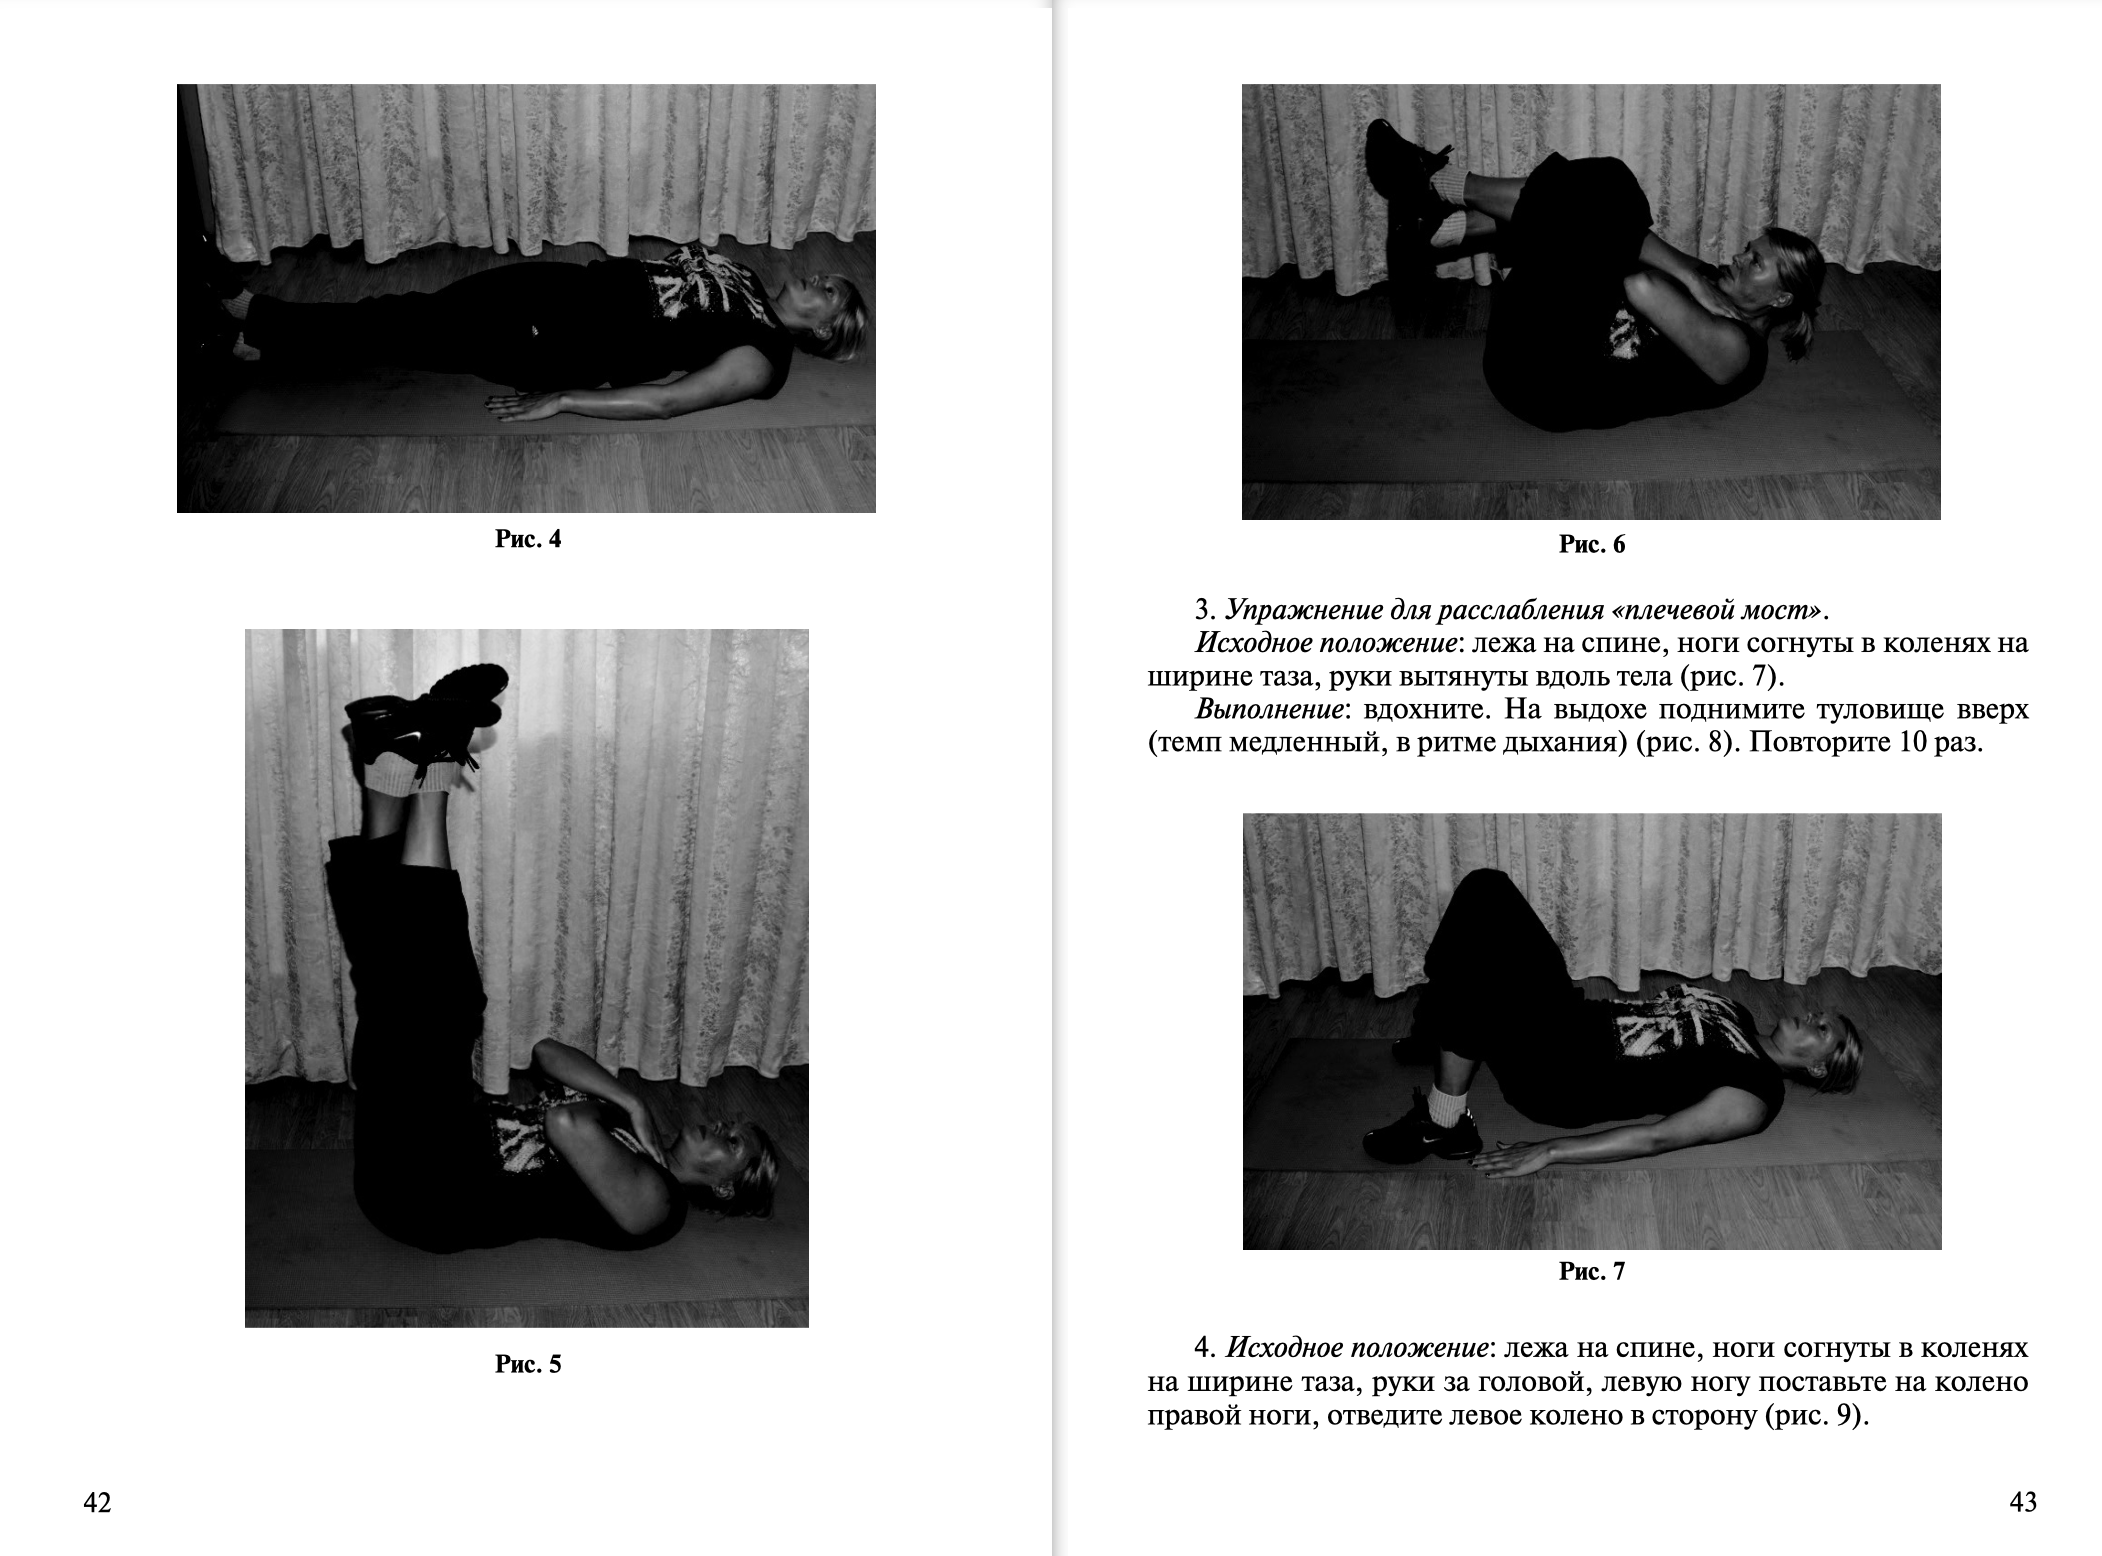 Рис. 4
Рис. 5
42
Рис. 6
3. Упражнение для расслабления «плечевой мост».
Исходное положение: лежа на спине, ноги согнуты в коленях на
ширине таза, руки вытянуты вдоль тела (рис. 7).
Выполнение: вдохните. На выдохе поднимите туловище вверх
(темп медленный, в ритме дыхания) (рис. 8). Повторите 10 раз.
Рис. 7
4. Исходное положение: лежа на спине, ноги согнуты в коленях
на ширине таза, руки за головой, левую ногу поставьте на колено
правой ноги, отведите левое колено в сторону (рис. 9).
43